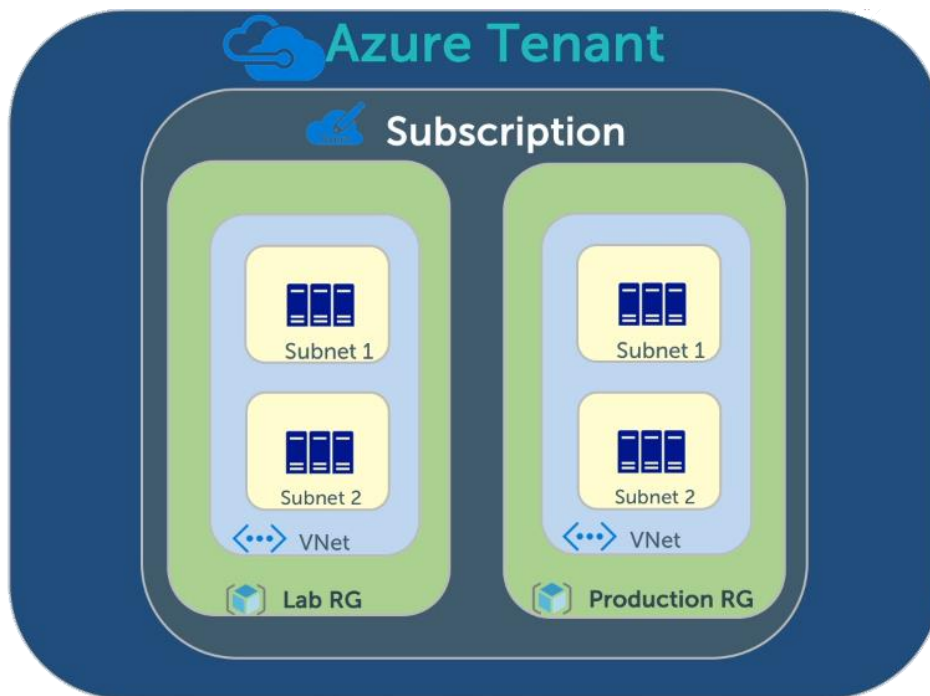 Azure Tenant
Subscription
Subnet 1
Subnet 2
VNet
Lab RG
Subnet 1
Subnet 2
VNet
Production RG